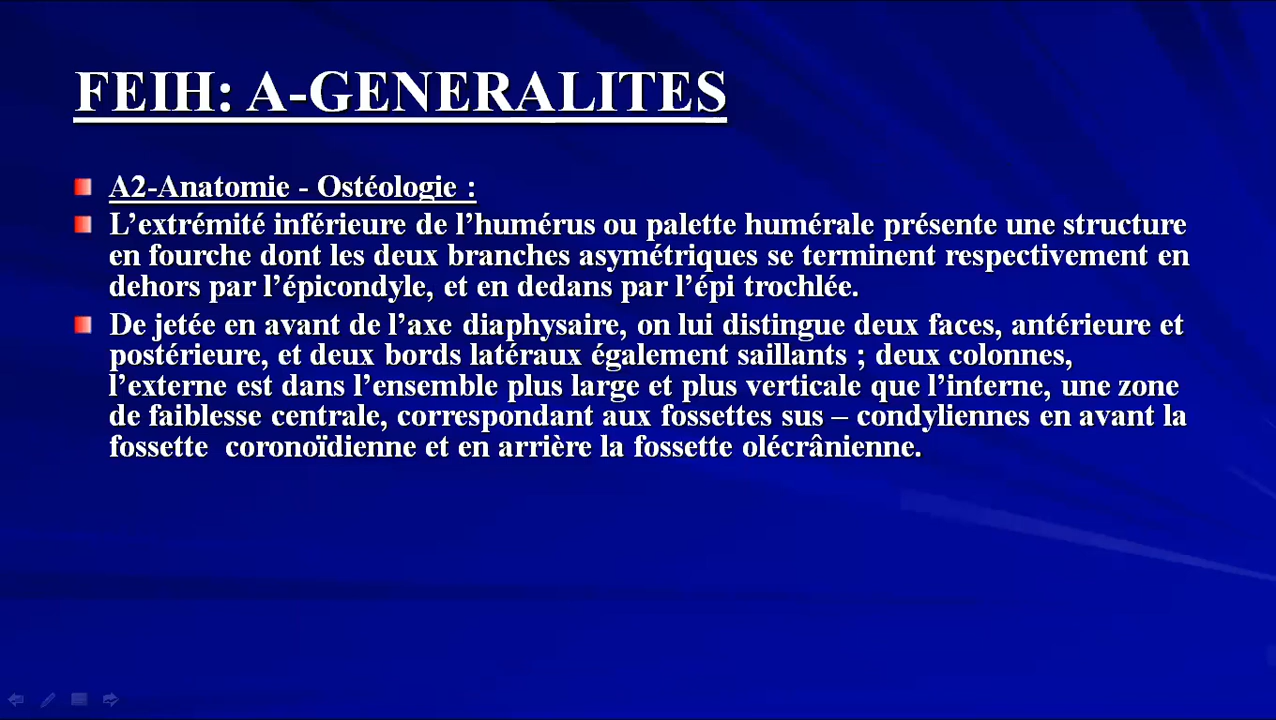 FEIH: A-GENERALITES
A2-Anatomie - Ostéologie :
L’extrémité inférieure de l’humérus ou palette humérale présente une structure
en fourche dont les deux branches asymétriques se terminent respectivement en
dehors par l’épicondyle, et en dedans par l’épi trochlée.
De jetée en avant de l’axe diaphysaire, on lui distingue deux faces, antérieure et
postérieure, et deux bords latéraux également saillants ; deux colonnes,
l’externe est dans l’ensemble plus large et plus verticale que l’interne, une zone
de faiblesse centrale, correspondant aux fossettes sus – condyliennes en avant la
fossette  coronoïdienne et en arrière la fossette olécrânienne.